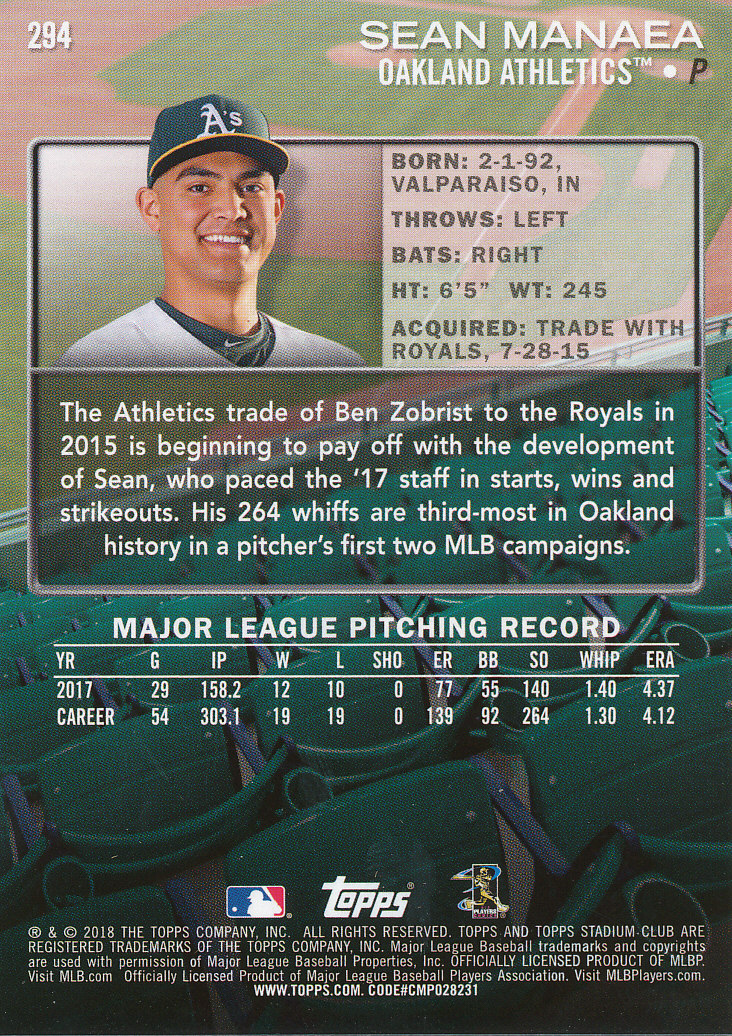 294
SEAN MANAEA
OAKLAND ATHLETICS™ • P
A's
BORN: 2-1-92,
VALPARAISO, IN
THROWS: LEFT
BATS: RIGHT
HT: 6'5" WT: 245
ACQUIRED: TRADE WITH
ROYALS, 7-28-15
The Athletics trade of Ben Zobrist to the Royals in
2015 is beginning to pay off with the development
of Sean, who paced the '17 staff in starts, wins and
strikeouts. His 264 whiffs are third-most in Oakland
history in a pitcher's first two MLB campaigns.
MAJOR LEAGUE PITCHING RECORD
YR G IP W L SHO ER BB SO WHIP ERA
2017 29 158.2 12 10 0 77 55 140 1.40 4.37
CAREER 54 303.1 19 19 0 139 92 264 1.30 4.12
topps®
PLAYERS
CHOICE
® & © 2018 THE TOPPS COMPANY, INC. ALL RIGHTS RESERVED. TOPPS AND TOPPS STADIUM CLUB ARE
REGISTERED TRADEMARKS OF THE TOPPS COMPANY, INC. Major League Baseball trademarks and copyrights
are used with permission of Major League Baseball Properties, Inc. OFFICIALLY LICENSED PRODUCT OF MLBP.
Visit MLB.com Officially Licensed Product of Major League Baseball Players Association. Visit MLBPlayers.com.
WWW.TOPPS.COM. CODE#CMP028231